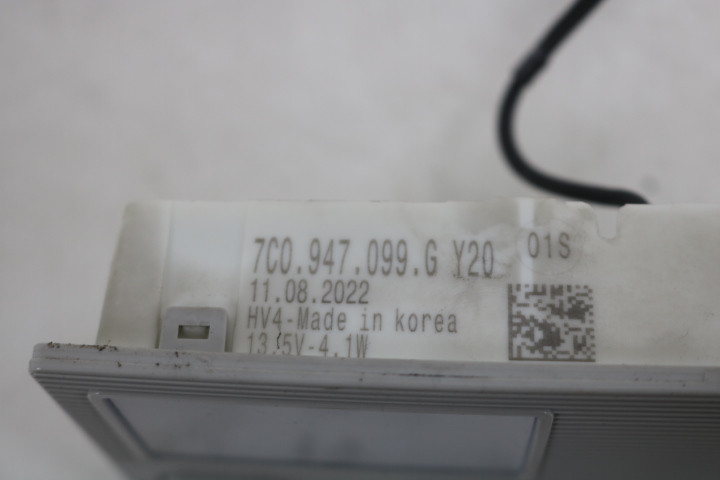 7C0.947.099.G Y20 01S
11.08.2022
HV4-Made in korea
13.5V-4.1W